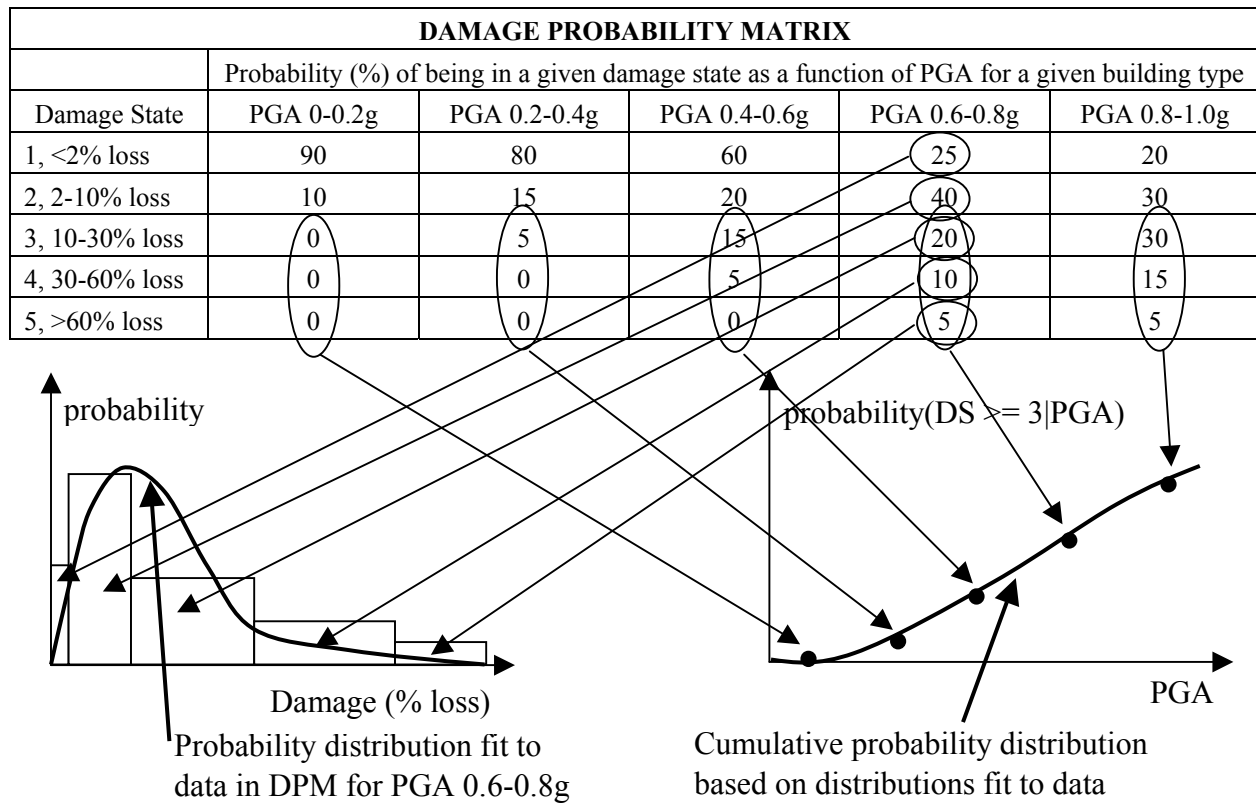 DAMAGE PROBABILITY MATRIX
Probability (%) of being in a given damage state as a function of PGA for a given building type
Damage State PGA 0-0.2g PGA 0.2-0.4g PGA 0.4-0.6g PGA 0.6-0.8g PGA 0.8-1.0g
1, <2% loss 90 80 60 25 20
2, 2-10% loss 10 15 20 40 30
3, 10-30% loss 0 5 15 20 30
4, 30-60% loss 0 0 5 10 15
5, >60% loss 0 0 0 5 5
probability
Damage (% loss)
Probability distribution fit to
data in DPM for PGA 0.6-0.8g
probability(DS >= 3|PGA)
PGA
Cumulative probability distribution
based on distributions fit to data